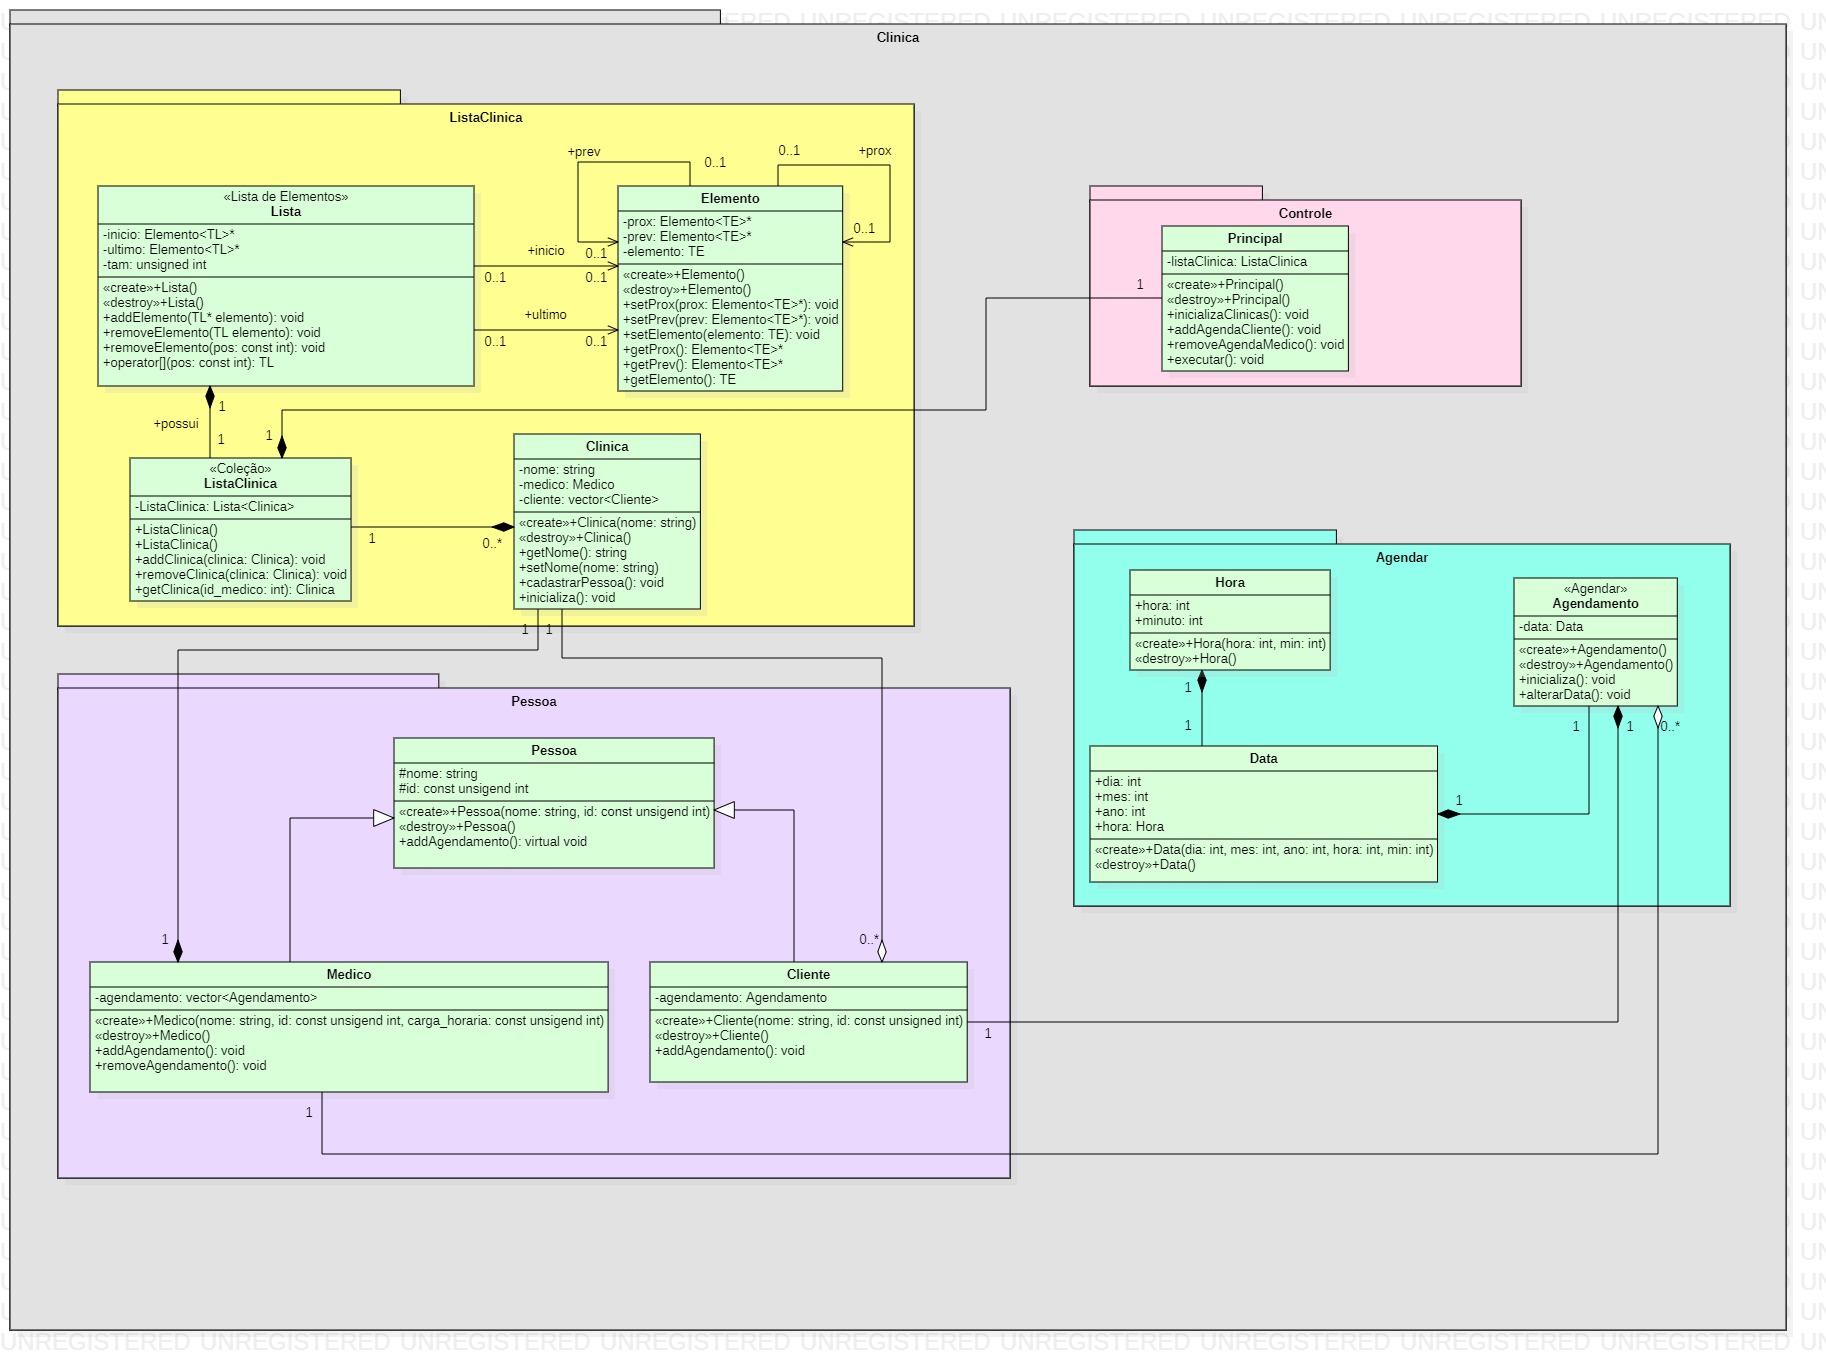 Clinica
ListaClinica
+prev
0..1
0..1
+prox
«Lista de Elementos»
Lista
-inicio: Elemento<TL>*
-ultimo: Elemento<TL>*
-tam: unsigned int
«create»+Lista()
«destroy»+Lista()
+addElemento(TL* elemento): void
+removeElemento(TL elemento): void
+removeElemento(pos: const int): void
+operator[](pos: const int): TL
+inicio
0..1
0..1
0..1
+ultimo
0..1
0..1
Elemento
-prox: Elemento<TE>*
-prev: Elemento<TE>*
-elemento: TE
«create»+Elemento()
«destroy»+Elemento()
+setProx(prox: Elemento<TE>*): void
+setPrev(prev: Elemento<TE>*): void
+setElemento(elemento: TE): void
+getProx(): Elemento<TE>*
+getPrev(): Elemento<TE>*
+getElemento(): TE
0..1
1
+possui
1
1
«Coleção»
ListaClinica
-ListaClinica: Lista<Clinica>
+ListaClinica()
+ListaClinica()
+addClinica(clinica: Clinica): void
+removeClinica(clinica: Clinica): void
+getClinica(id_medico: int): Clinica
1
0..*
Clinica
-nome: string
-medico: Medico
-cliente: vector<Cliente>
«create»+Clinica(nome: string)
«destroy»+Clinica()
+getNome(): string
+setNome(nome: string)
+cadastrarPessoa(): void
+inicializa(): void
1
1
Controle
Principal
-listaClinica: ListaClinica
«create»+Principal()
«destroy»+Principal()
+inicializaClinicas(): void
+addAgendaCliente(): void
+removeAgendaMedico(): void
+executar(): void
1
Agendar
Hora
+hora: int
+minuto: int
«create»+Hora(hora: int, min: int)
«destroy»+Hora()
1
1
«Agendar»
Agendamento
-data: Data
«create»+Agendamento()
«destroy»+Agendamento()
+inicializa(): void
+alterarData(): void
1
1
0..*
Data
+dia: int
+mes: int
+ano: int
+hora: Hora
«create»+Data(dia: int, mes: int, ano: int, hora: int, min: int)
«destroy»+Data()
1
Pessoa
Pessoa
#nome: string
#id: const unsigend int
«create»+Pessoa(nome: string, id: const unsigend int)
«destroy»+Pessoa()
+addAgendamento(): virtual void
1
0..*
Medico
-agendamento: vector<Agendamento>
«create»+Medico(nome: string, id: const unsigend int, carga_horaria: const unsigend int)
«destroy»+Medico()
+addAgendamento(): void
+removeAgendamento(): void
1
Cliente
-agendamento: Agendamento
«create»+Cliente(nome: string, id: const unsigned int)
«destroy»+Cliente()
+addAgendamento(): void
1
UNREGISTERED UNREGISTERED UNREGISTERED UNREGISTERED UNREGISTERED UNREGISTERED UNREGISTERED UNREGISTERED UNREGISTERED